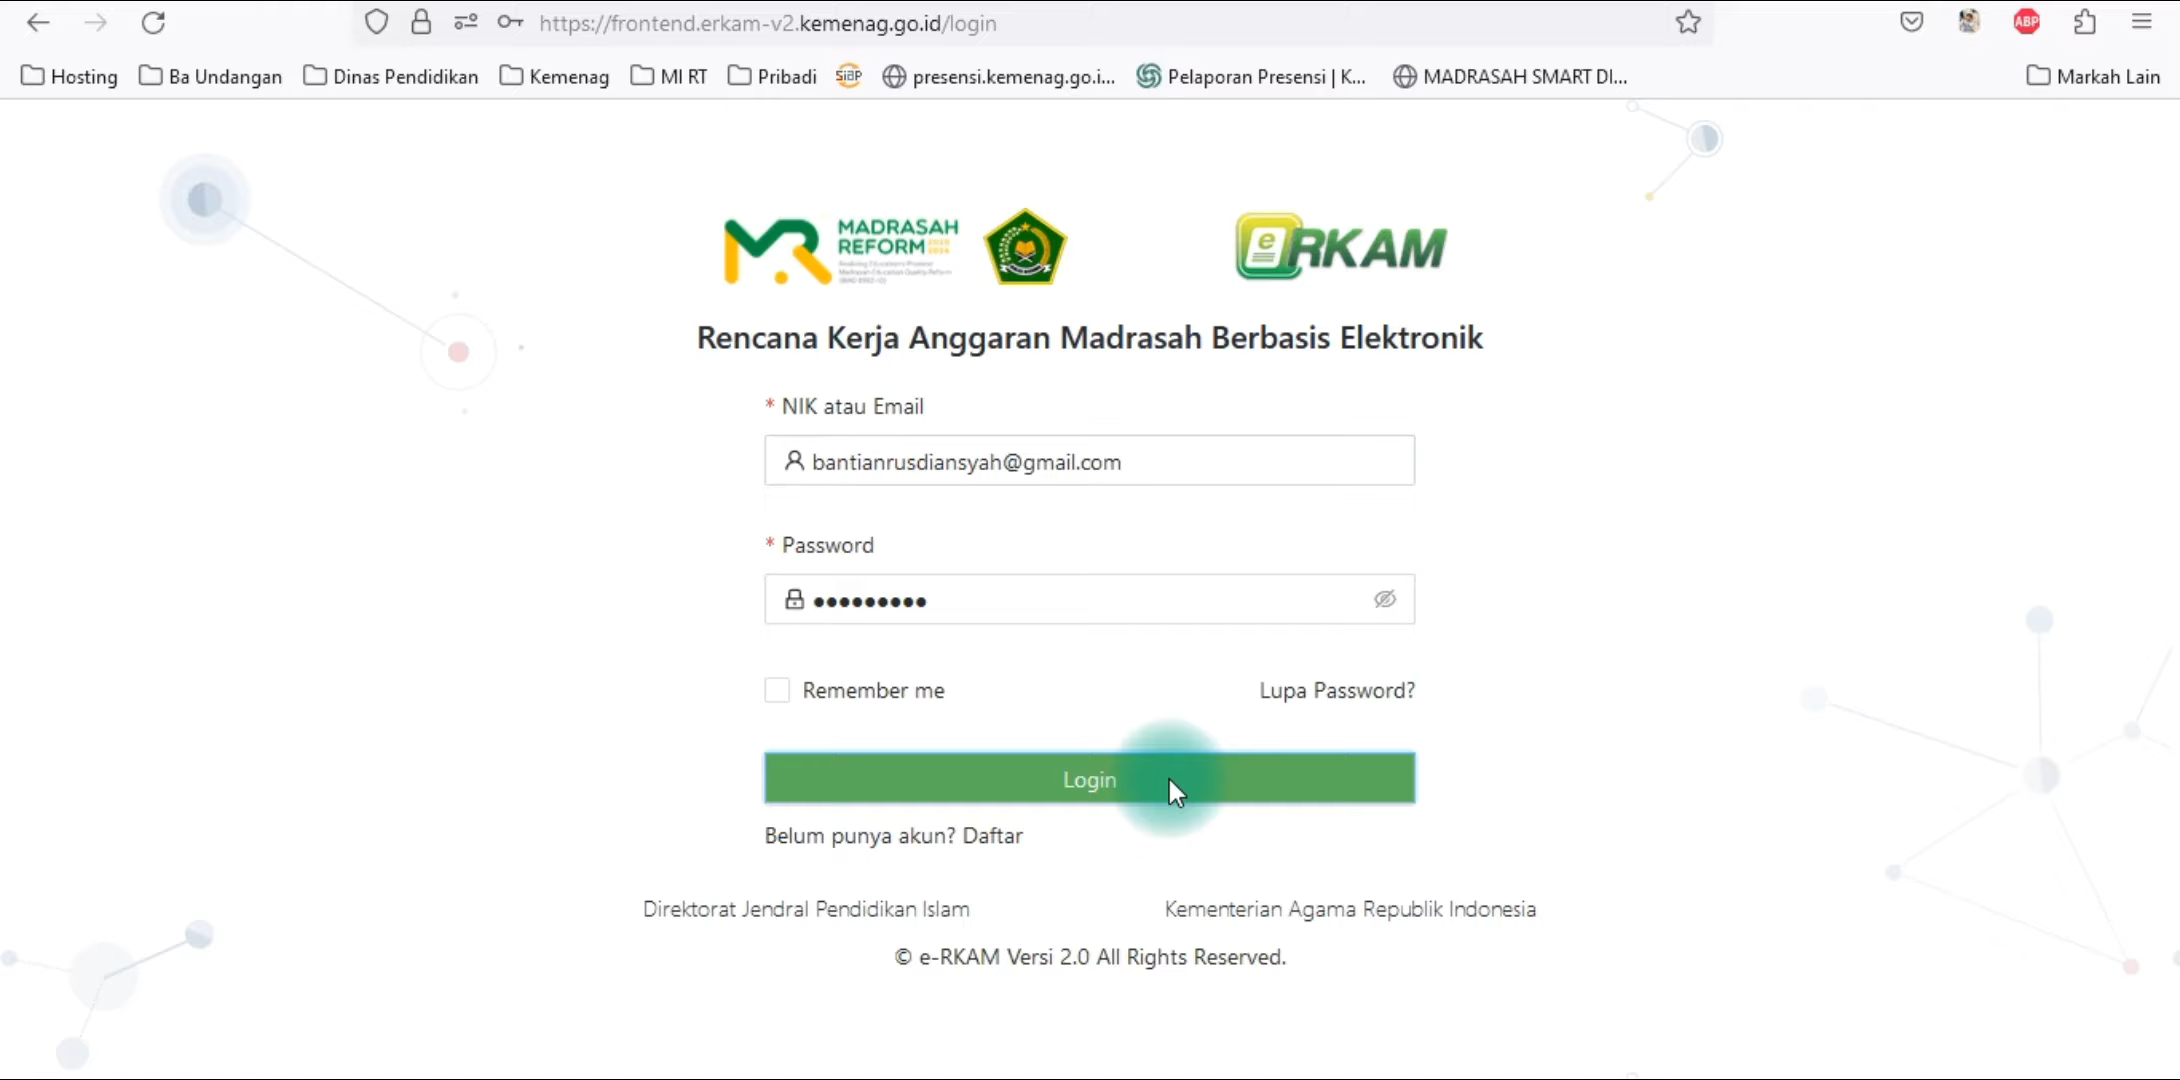 https://frontend.erkam-v2.kemenag.go.id/login
ABP
Hosting Ba Undangan Dinas Pendidikan Kemenag MI RT Pribadi siap presensi.kemenag.go.i... Pelaporan Presensi | K... MADRASAH SMART DI... Markah Lain
MADRASAH
REFORM
eRKAM
Rencana Kerja Anggaran Madrasah Berbasis Elektronik
* NIK atau Email
bantianrusdiansyah@gmail.com
* Password
●●●●●●●●●
Remember me Lupa Password?
Login
Belum punya akun? Daftar
Direktorat Jendral Pendidikan Islam Kementerian Agama Republik Indonesia
© e-RKAM Versi 2.0 All Rights Reserved.